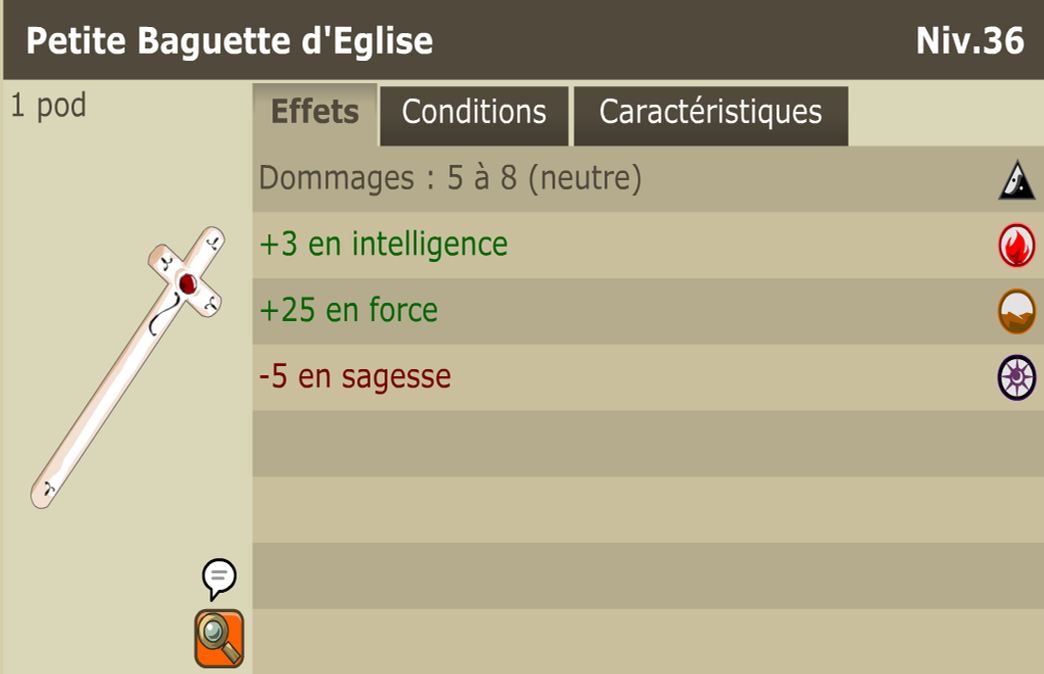 Petite Baguette d'Eglise
Niv.36
1 pod
Effets
Conditions
Caractéristiques
Dommages : 5 à 8 (neutre)
+3 en intelligence
+25 en force
-5 en sagesse